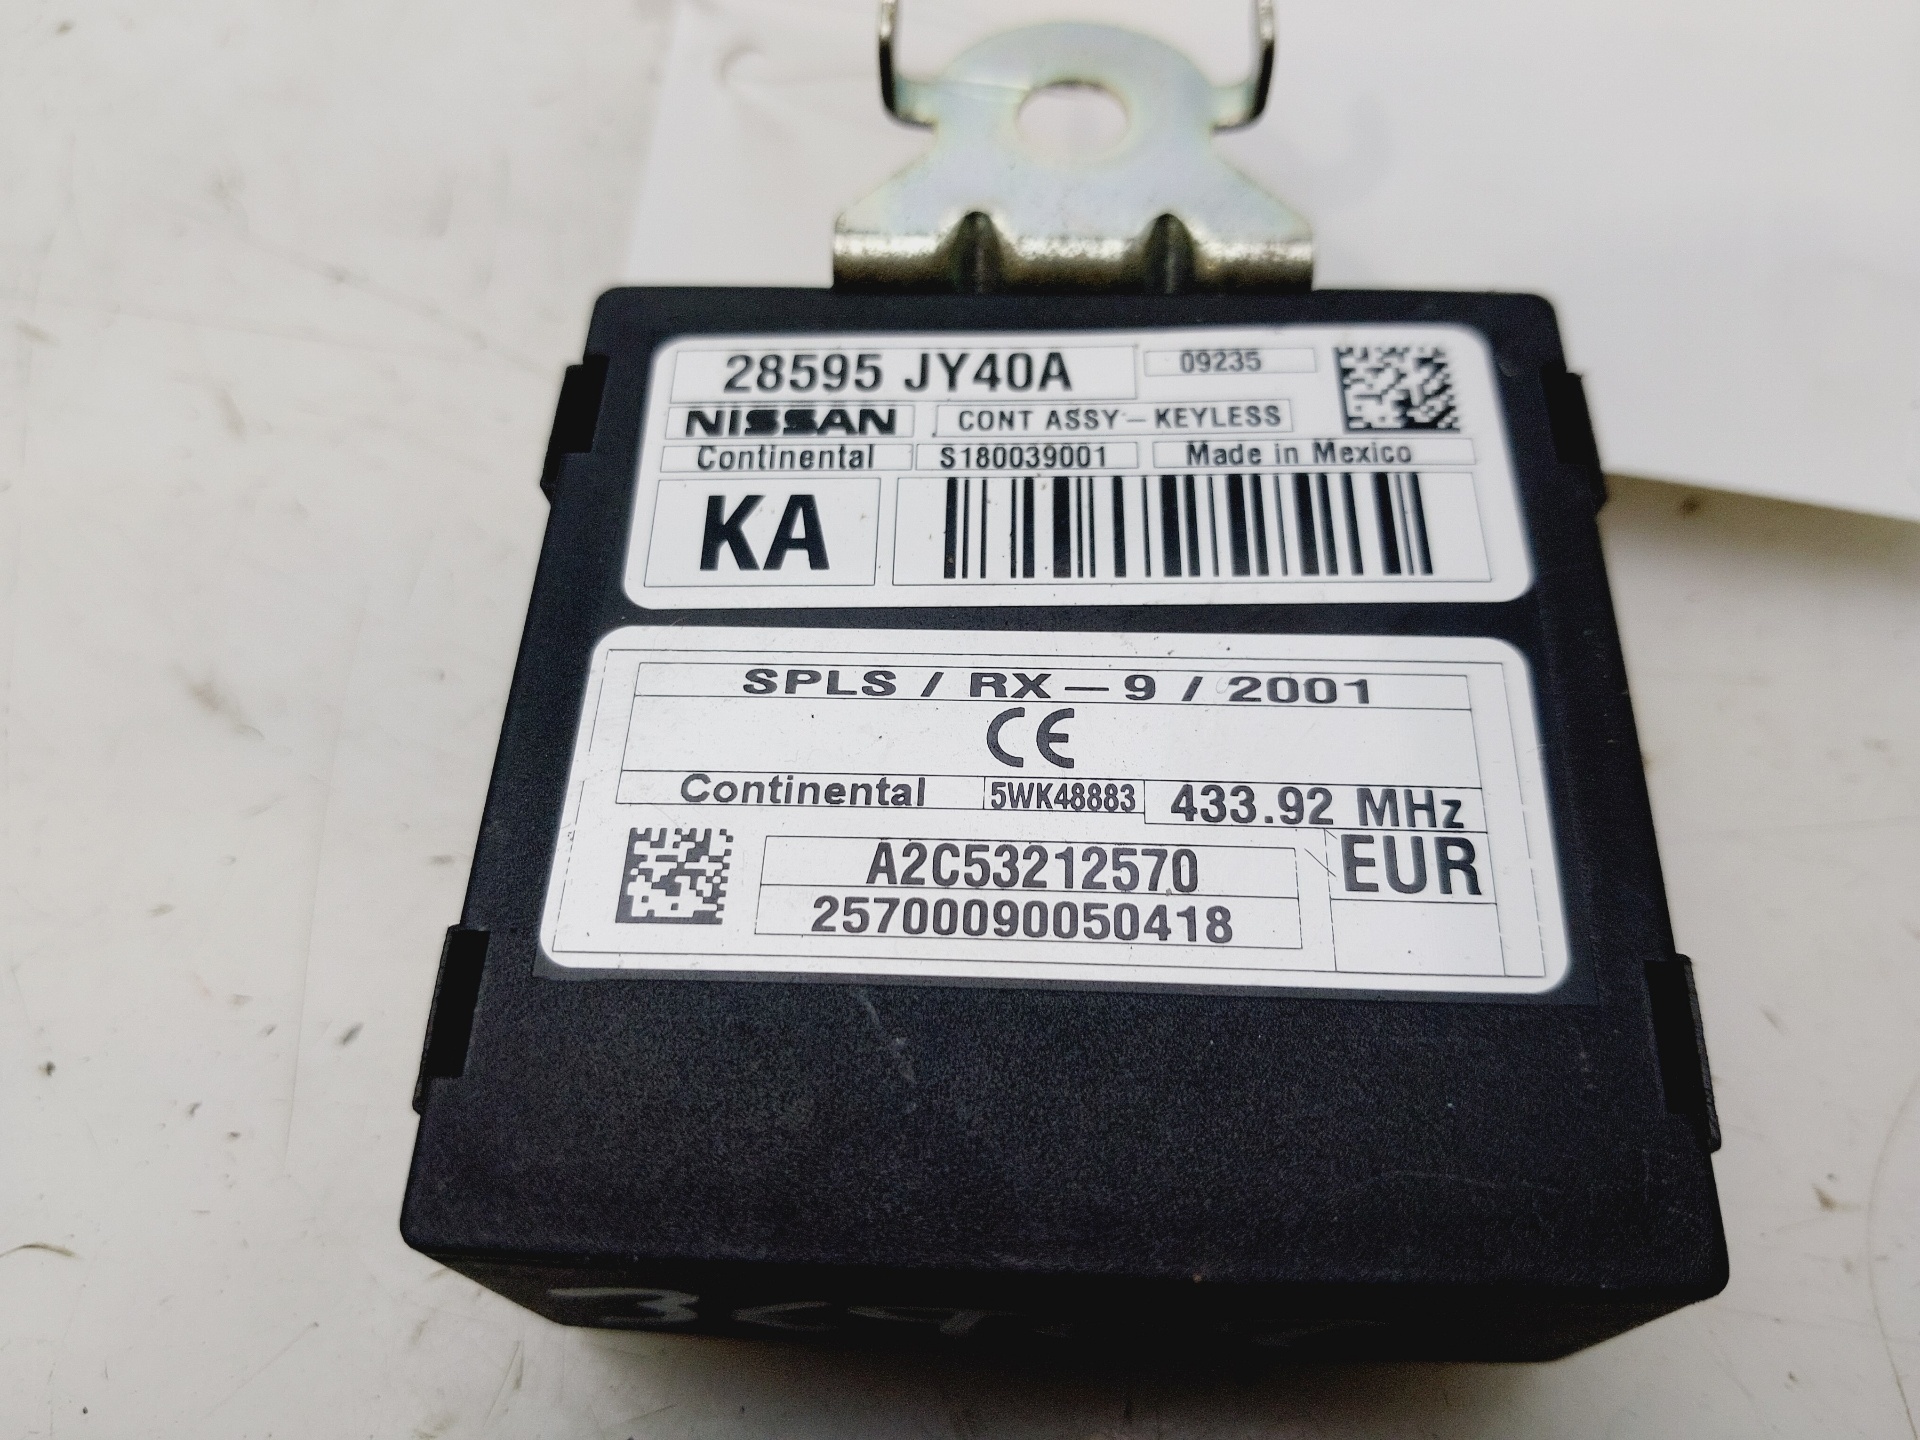 28595 JY40A 09235
NISSAN CONT ASSY-KEYLESS
Continental S180039001 Made in Mexico
KA
SPLS / RX-9 / 2001
CE
Continental 5WK48883 433.92 MHz
A2C53212570 EUR
25700090050418